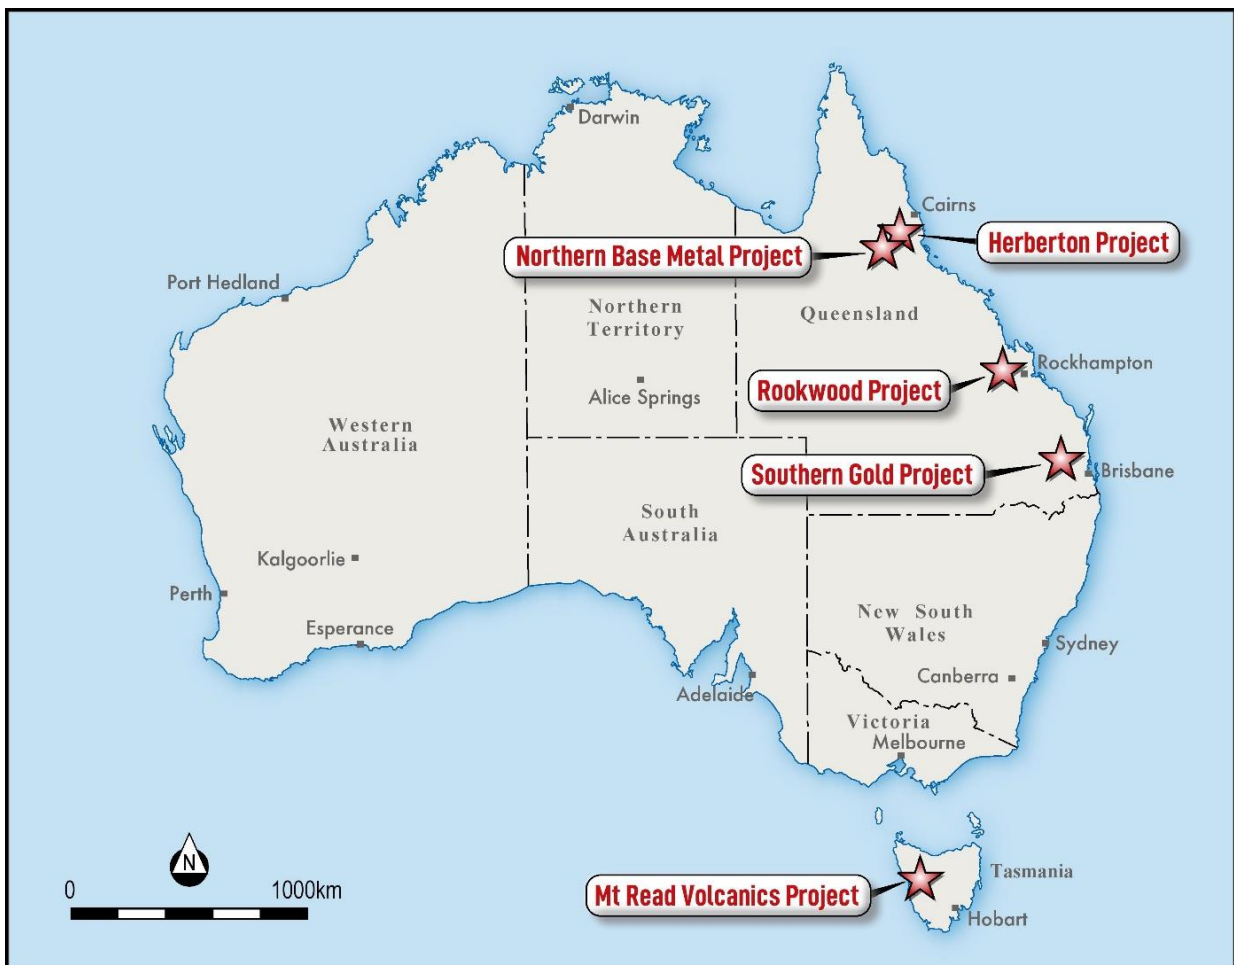 Darwin
Cairns
Herberton Project
Northern Base Metal Project
Port Hedland
Northern
Territory
Queensland
Rockhampton
Alice Springs
Rookwood Project
Western
Australia
Southern Gold Project
Brisbane
South
Australia
Kalgoorlie
Perth
New South
Wales
Esperance
Sydney
Canberra
Adelaide
Victoria
Melbourne
N
0 1000km
Tasmania
Mt Read Volcanics Project
Hobart